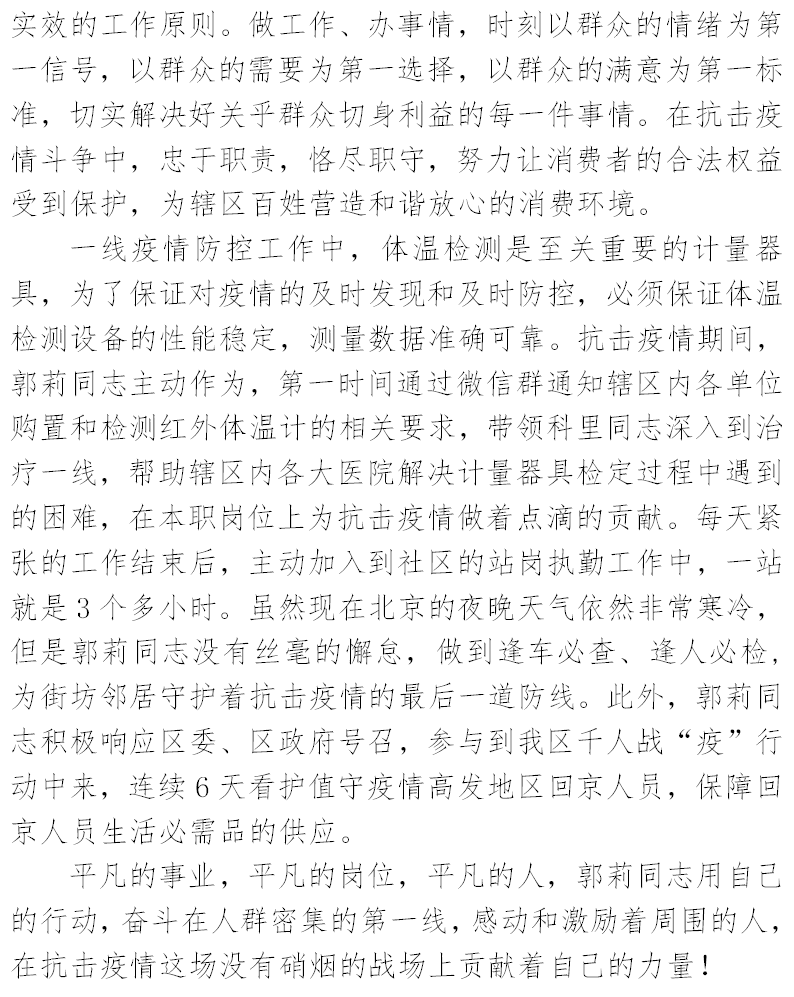 实效的工作原则。做工作、办事情，时刻以群众的情绪为第
一信号，以群众的需要为第一选择，以群众的满意为第一标
准，切实解决好关乎群众切身利益的每一件事情。在抗击疫
情斗争中，忠于职责，恪尽职守，努力让消费者的合法权益
受到保护，为辖区百姓营造和谐放心的消费环境。
一线疫情防控工作中，体温检测是至关重要的计量器
具，为了保证对疫情的及时发现和及时防控，必须保证体温
检测设备的性能稳定，测量数据准确可靠。抗击疫情期间，
郭莉同志主动作为，第一时间通过微信群通知辖区内各单位
购置和检测红外体温计的相关要求，带领科里同志深入到治
疗一线，帮助辖区内各大医院解决计量器具检定过程中遇到
的困难，在本职岗位上为抗击疫情做着点滴的贡献。每天紧
张的工作结束后，主动加入到社区的站岗执勤工作中，一站
就是3个多小时。虽然现在北京的夜晚天气依然非常寒冷，
但是郭莉同志没有丝毫的懈怠，做到逢车必查、逢人必检，
为街坊邻居守护着抗击疫情的最后一道防线。此外，郭莉同
志积极响应区委、区政府号召，参与到我区千人战“疫”行
动中来，连续6天看护值守疫情高发地区回京人员，保障回
京人员生活必需品的供应。
平凡的事业，平凡的岗位，平凡的人，郭莉同志用自己
的行动，奋斗在人群密集的第一线，感动和激励着周围的人，
在抗击疫情这场没有硝烟的战场上贡献着自己的力量！